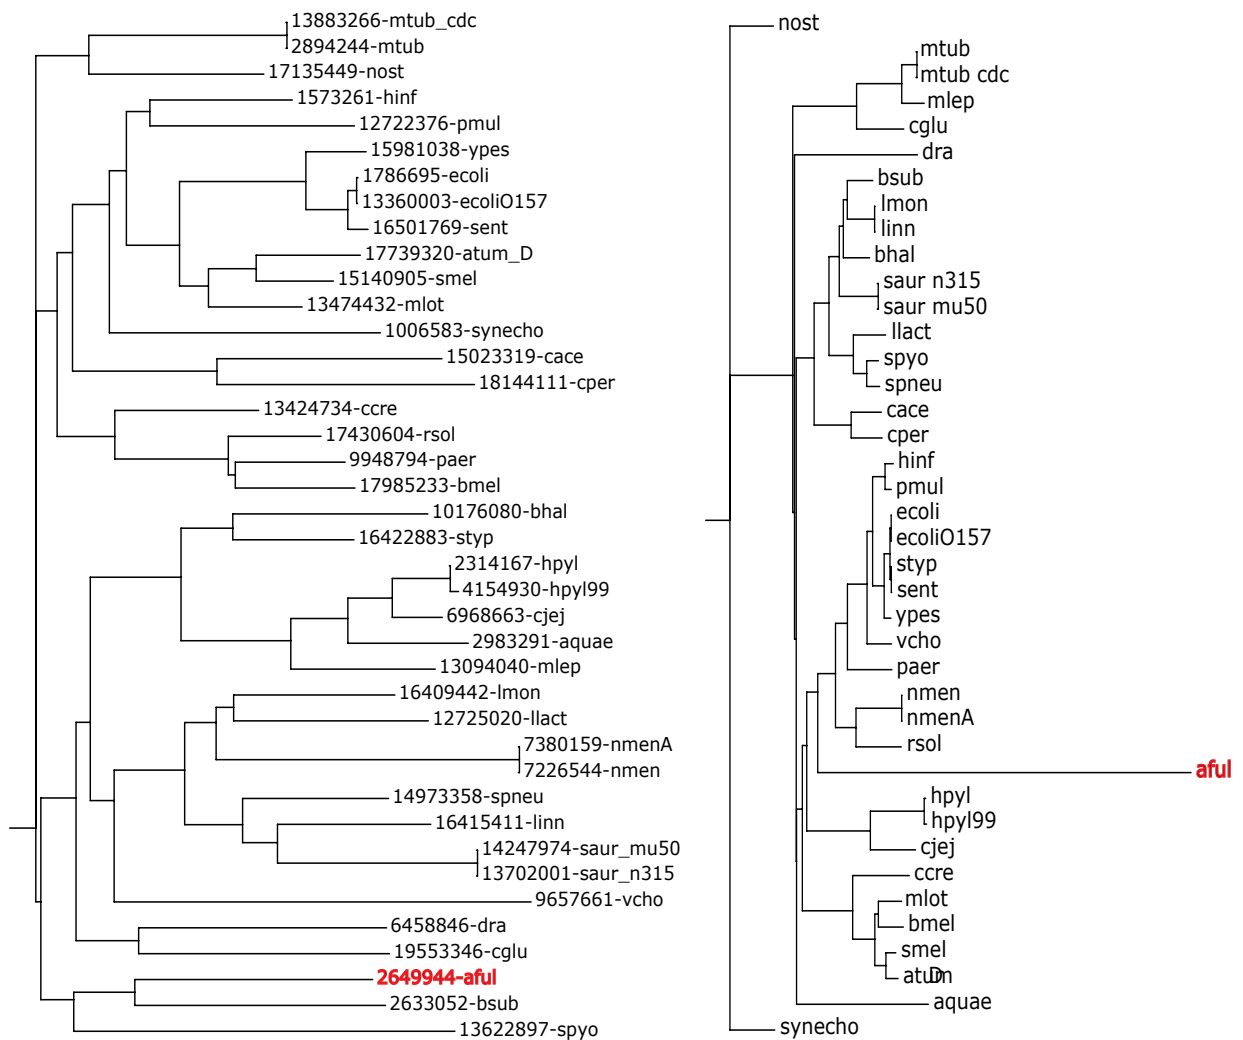 13883266-mtub_cdc
2894244-mtub
17135449-nost
1573261-hinf
12722376-pmul
15981038-ypes
1786695-ecoli
13360003-ecoliO157
16501769-sent
17739320-atum_D
15140905-smel
13474432-mlot
1006583-synecho
15023319-cace
18144111-cper
13424734-ccre
17430604-rsol
9948794-paer
17985233-bmel
10176080-bhal
16422883-styp
2314167-hpyl
4154930-hpyl99
6968663-cjej
2983291-aquae
13094040-mlep
16409442-lmon
12725020-llact
7380159-nmenA
7226544-nmen
14973358-spneu
16415411-linn
14247974-saur_mu50
13702001-saur_n315
9657661-vcho
6458846-dra
19553346-cglu
2649944-aful
2633052-bsub
13622897-spyo
nost
mtub
mtub cdc
mlep
cglu
dra
bsub
lmon
linn
bhal
saur n315
saur mu50
llact
spyo
spneu
cace
cper
hinf
pmul
ecoli
ecoliO157
styp
sent
ypes
vcho
paer
nmen
nmenA
rsol
aful
hpyl
hpyl99
cjej
ccre
mlot
bmel
smel
atum D
aquae
synecho